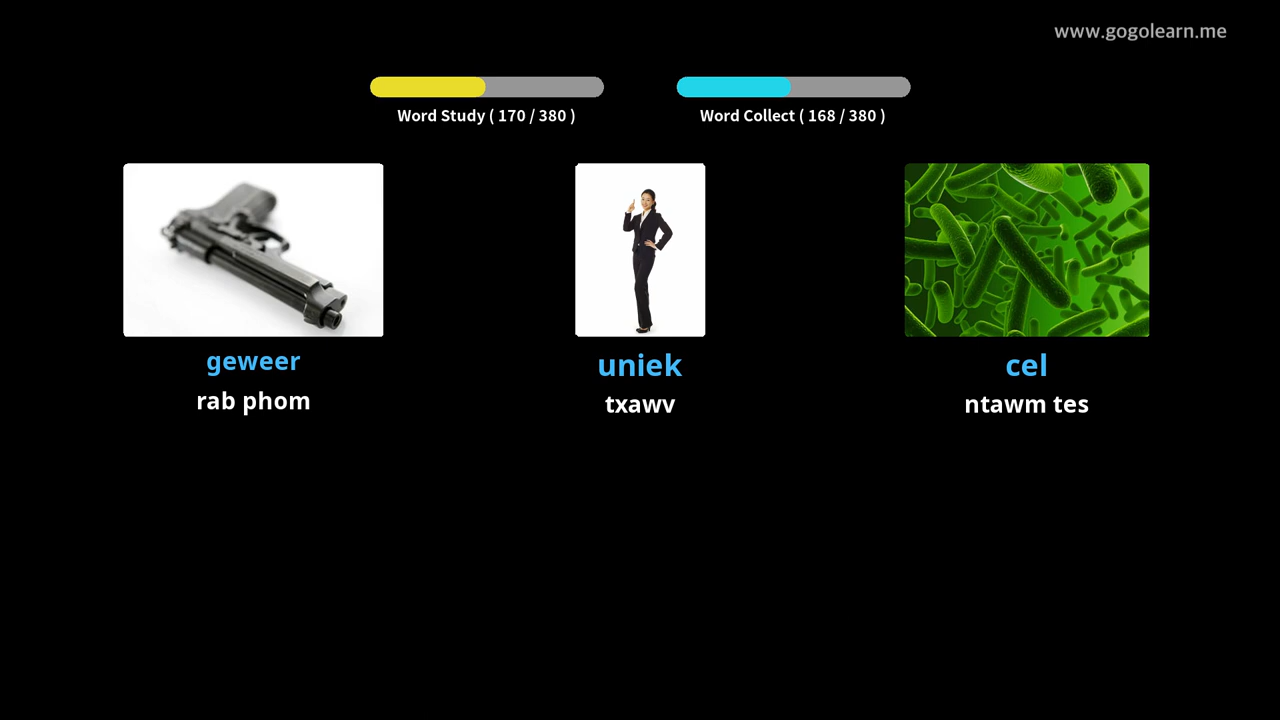 www.gogolearn.me
Word Study ( 170 / 380 )
Word Collect ( 168 / 380 )
geweer
rab phom
uniek
txawv
cel
ntawm tes